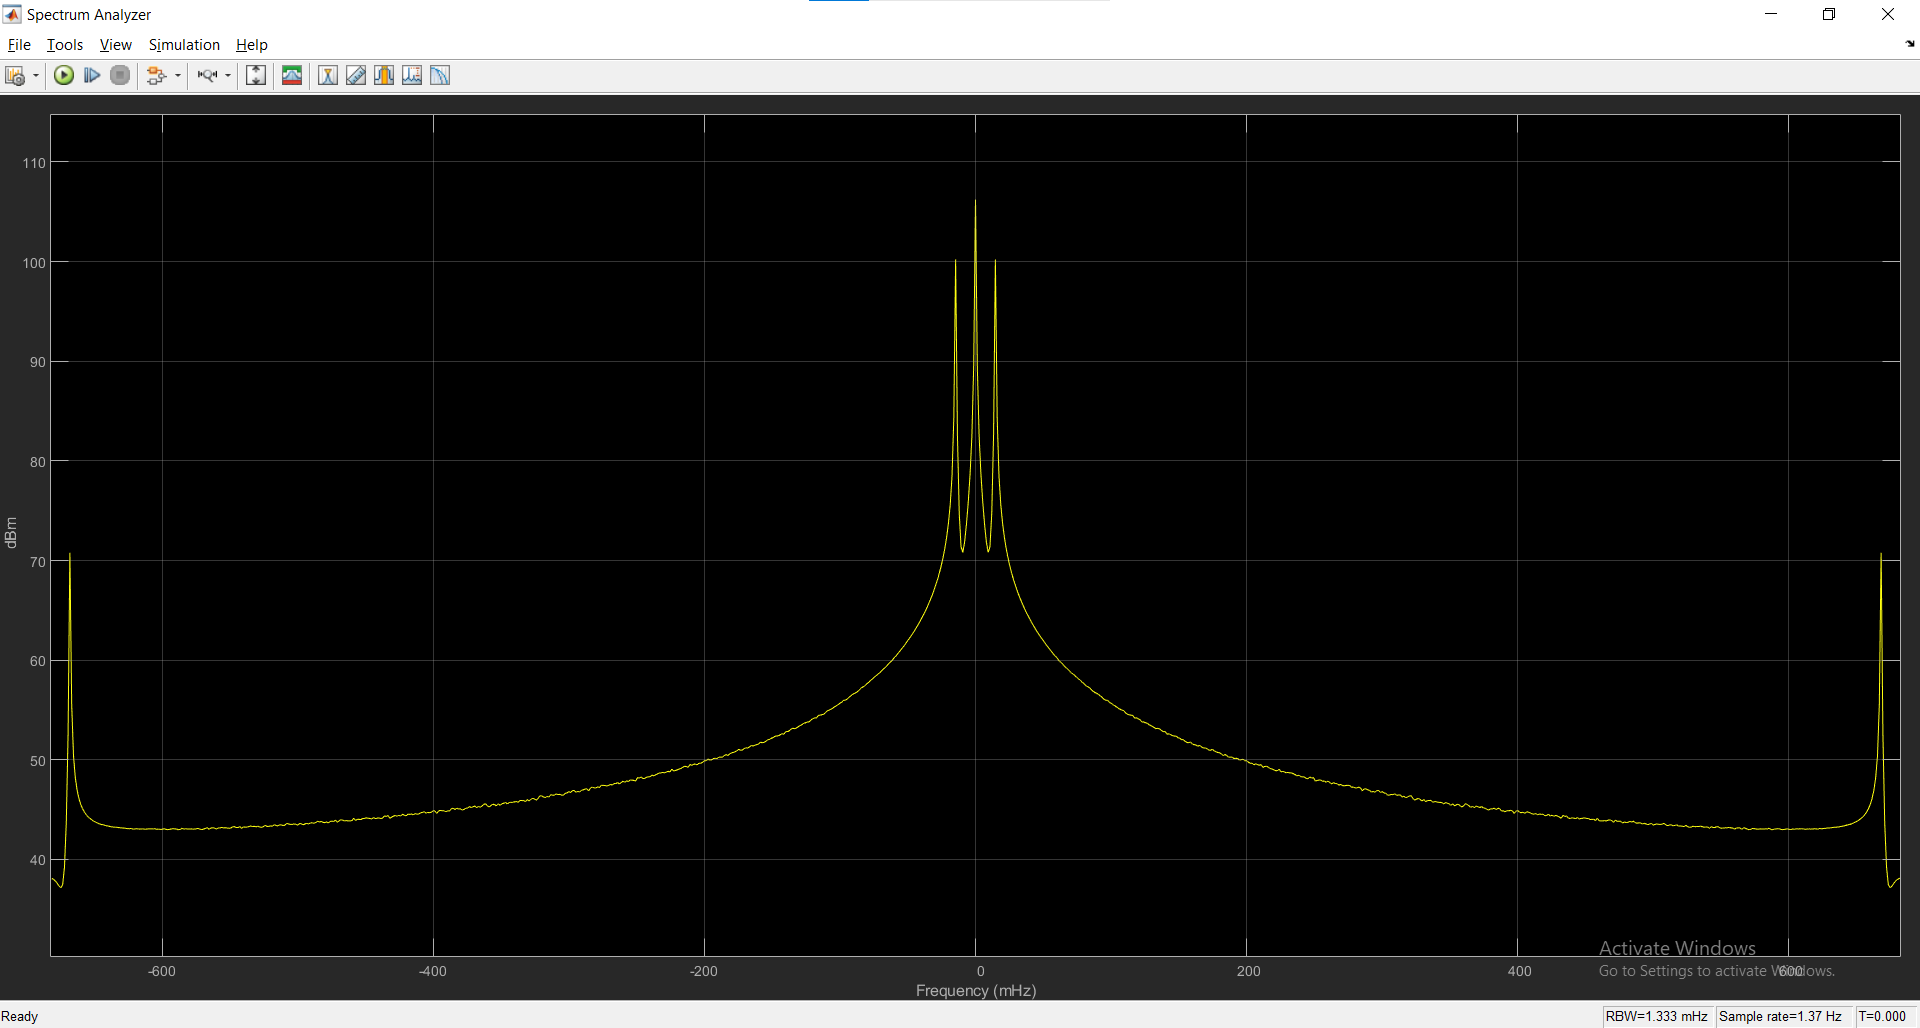 Spectrum Analyzer
File Tools View Simulation Help
110
100
90
80
70
60
50
40
dBm
-600 -400 -200 0 200 400 600
Frequency (mHz)
Activate Windows
Go to Settings to activate Windows.
Ready RBW=1.333 mHz Sample rate=1.37 Hz T=0.000